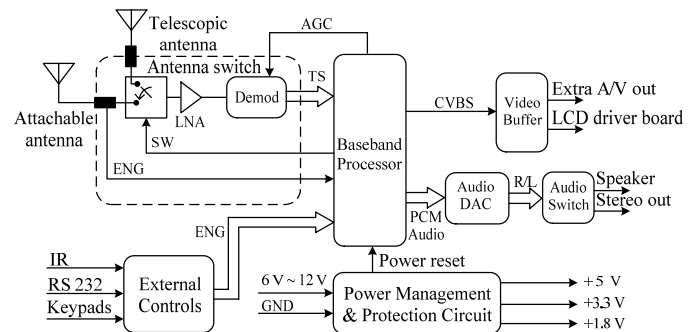 Telescopic
antenna
AGC
Antenna switch
TS
Attachable
antenna
LNA
Demod
SW
ENG
Baseband
Processor
CVBS
Video
Buffer
Extra A/V out
LCD driver board
PCM
Audio
Audio
DAC
R/L
Audio
Switch
Speaker
Stereo out
ENG
IR
RS 232
Keypads
External
Controls
Power reset
6 V ~ 12 V
GND
Power Management
& Protection Circuit
+5 V
+3.3 V
+1.8 V